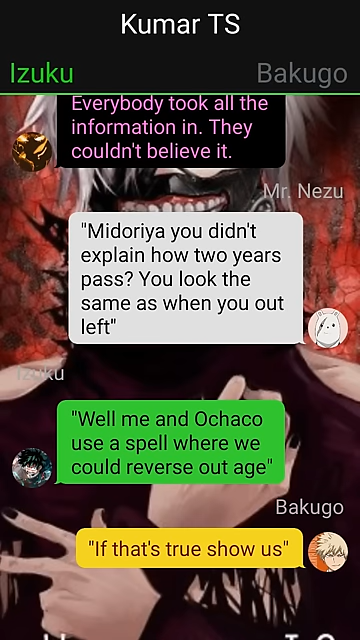 Kumar TS
Izuku
Bakugo
Everybody took all the
information in. They
couldn't believe it.
Mr. Nezu
"Midoriya you didn't
explain how two years
pass? You look the
same as when you out
left"
Izuku
"Well me and Ochaco
use a spell where we
could reverse out age"
Bakugo
"If that's true show us"